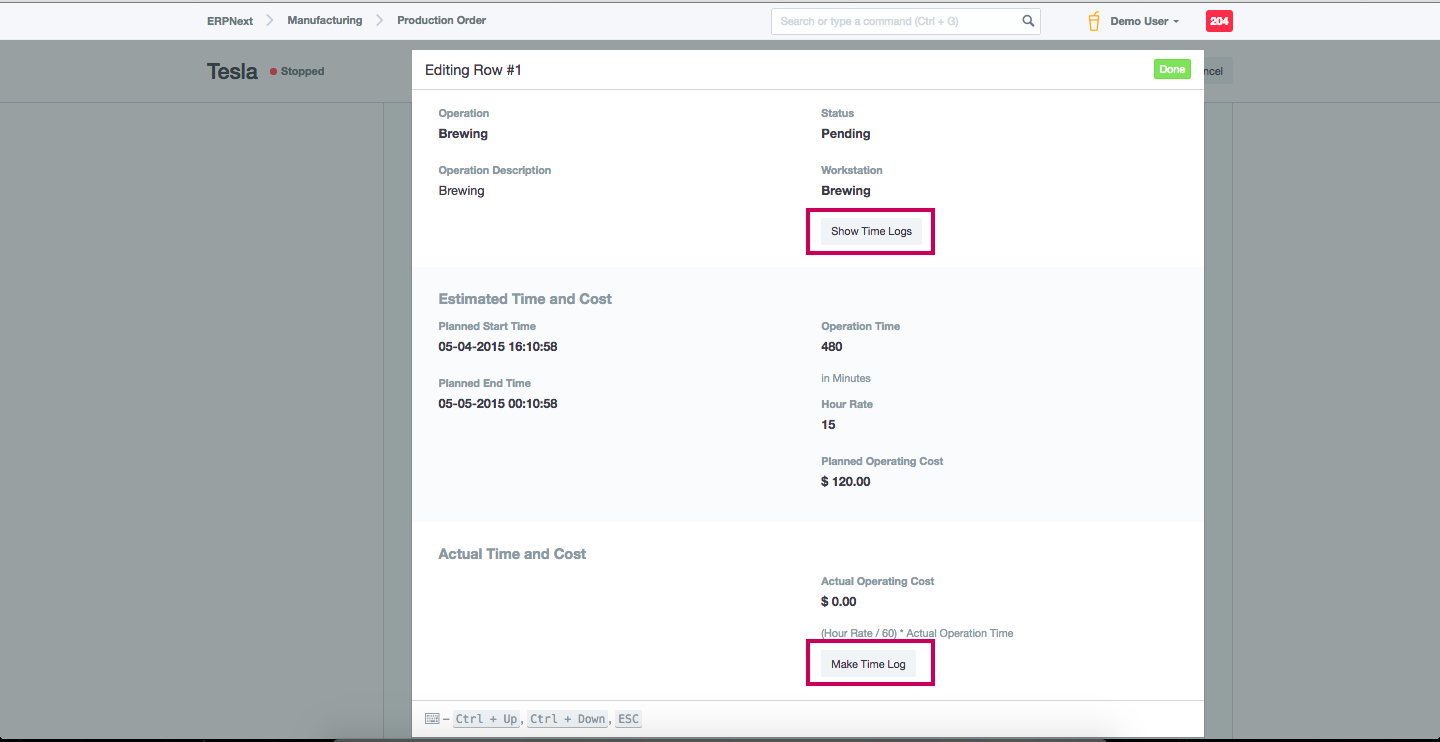 ERPNext Manufacturing Production Order Search or type a command (Ctrl + G) Demo User 204
Tesla Stopped
Editing Row #1 Done
Operation Status
Brewing Pending
Operation Description Workstation
Brewing Brewing
Show Time Logs
Estimated Time and Cost
Planned Start Time Operation Time
05-04-2015 16:10:58 480
in Minutes
Planned End Time
Hour Rate
05-05-2015 00:10:58
15
Planned Operating Cost
$ 120.00
Actual Time and Cost
Actual Operating Cost
$ 0.00
(Hour Rate / 60) * Actual Operation Time
Make Time Log
– Ctrl + Up, Ctrl + Down, ESC